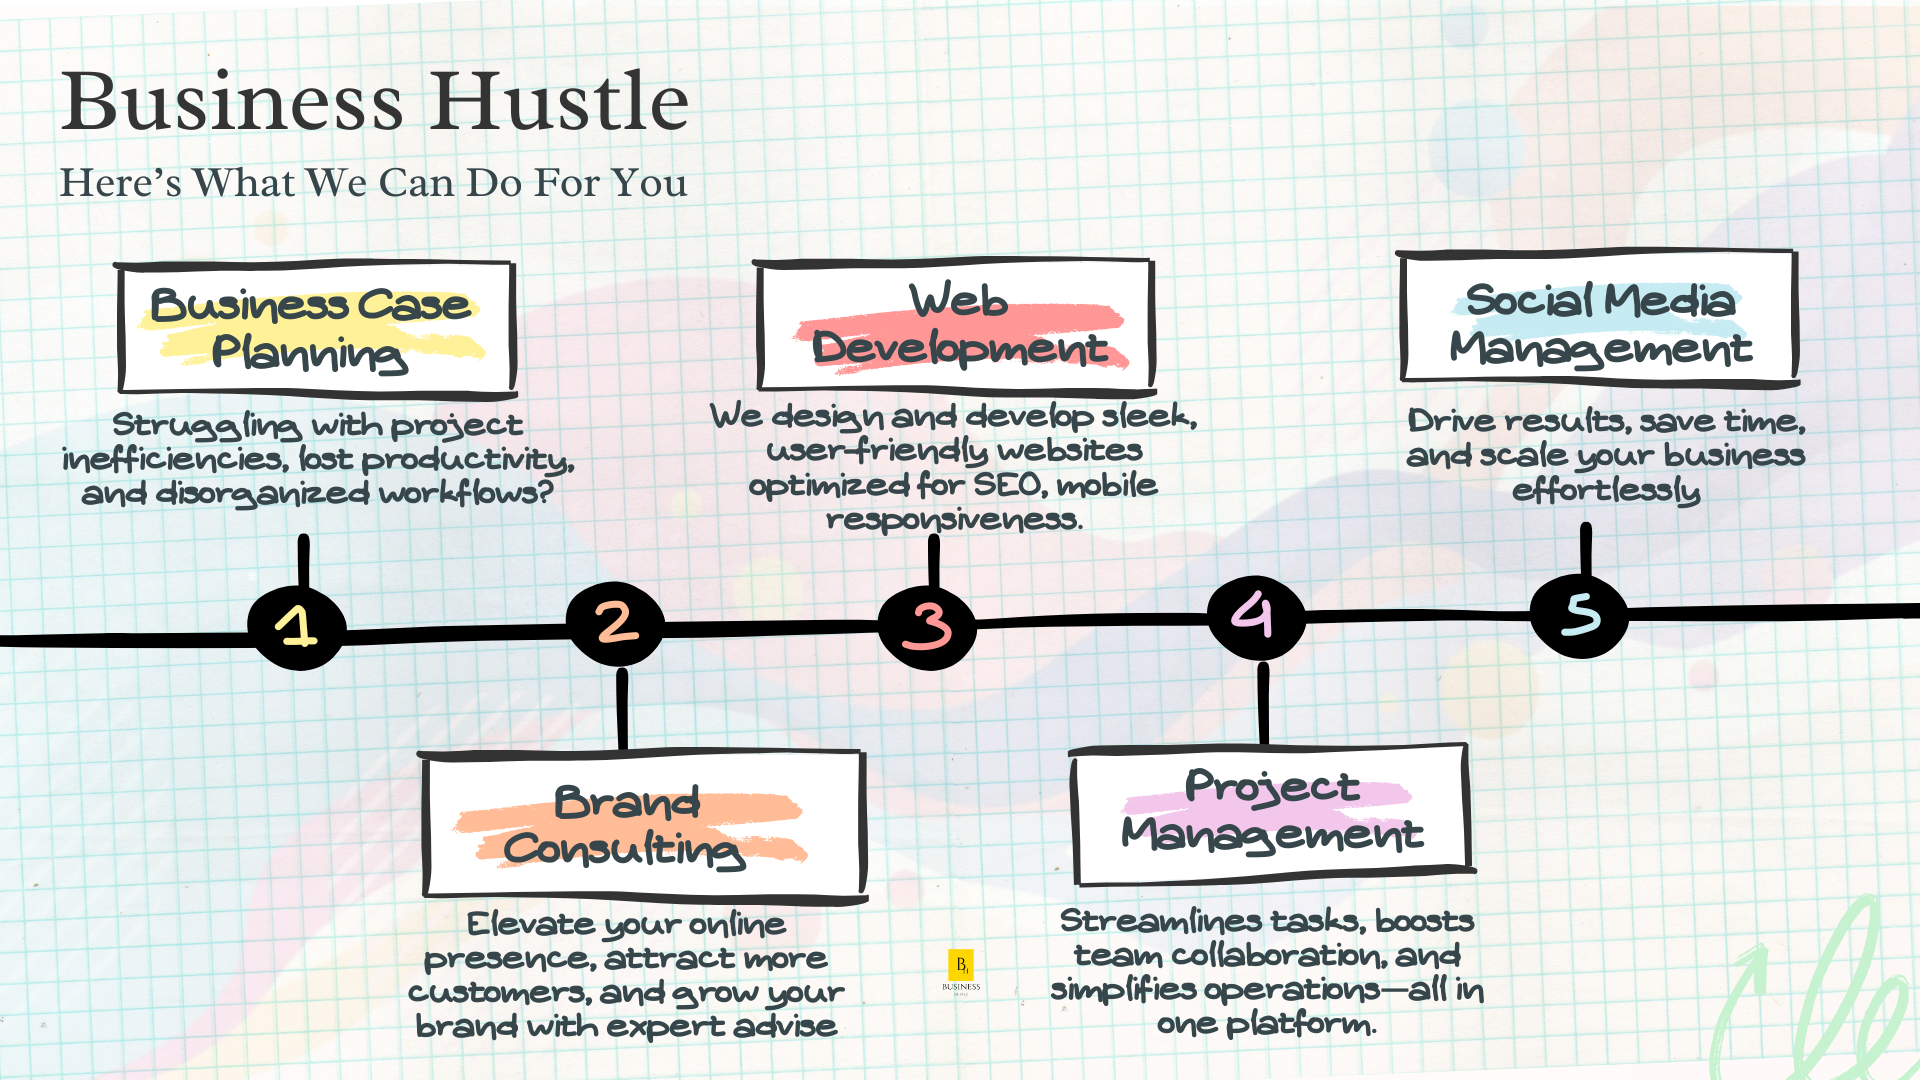 Business Hustle
Here's What We Can Do For You
Business Case
Planning
Struggling with project
inefficiencies, lost productivity,
and disorganized workflows?
Web
Development
We design and develop sleek,
user-friendly websites
optimized for SEO, mobile
responsiveness.
Social Media
Management
Drive results, save time,
and scale your business
effortlessly
1
2
3
4
5
Brand
Consulting
Elevate your online
presence, attract more
customers, and grow your
brand with expert advise
Project
Management
Streamlines tasks, boosts
team collaboration, and
simplifies operations—all in
one platform.
BH
BUSINESS